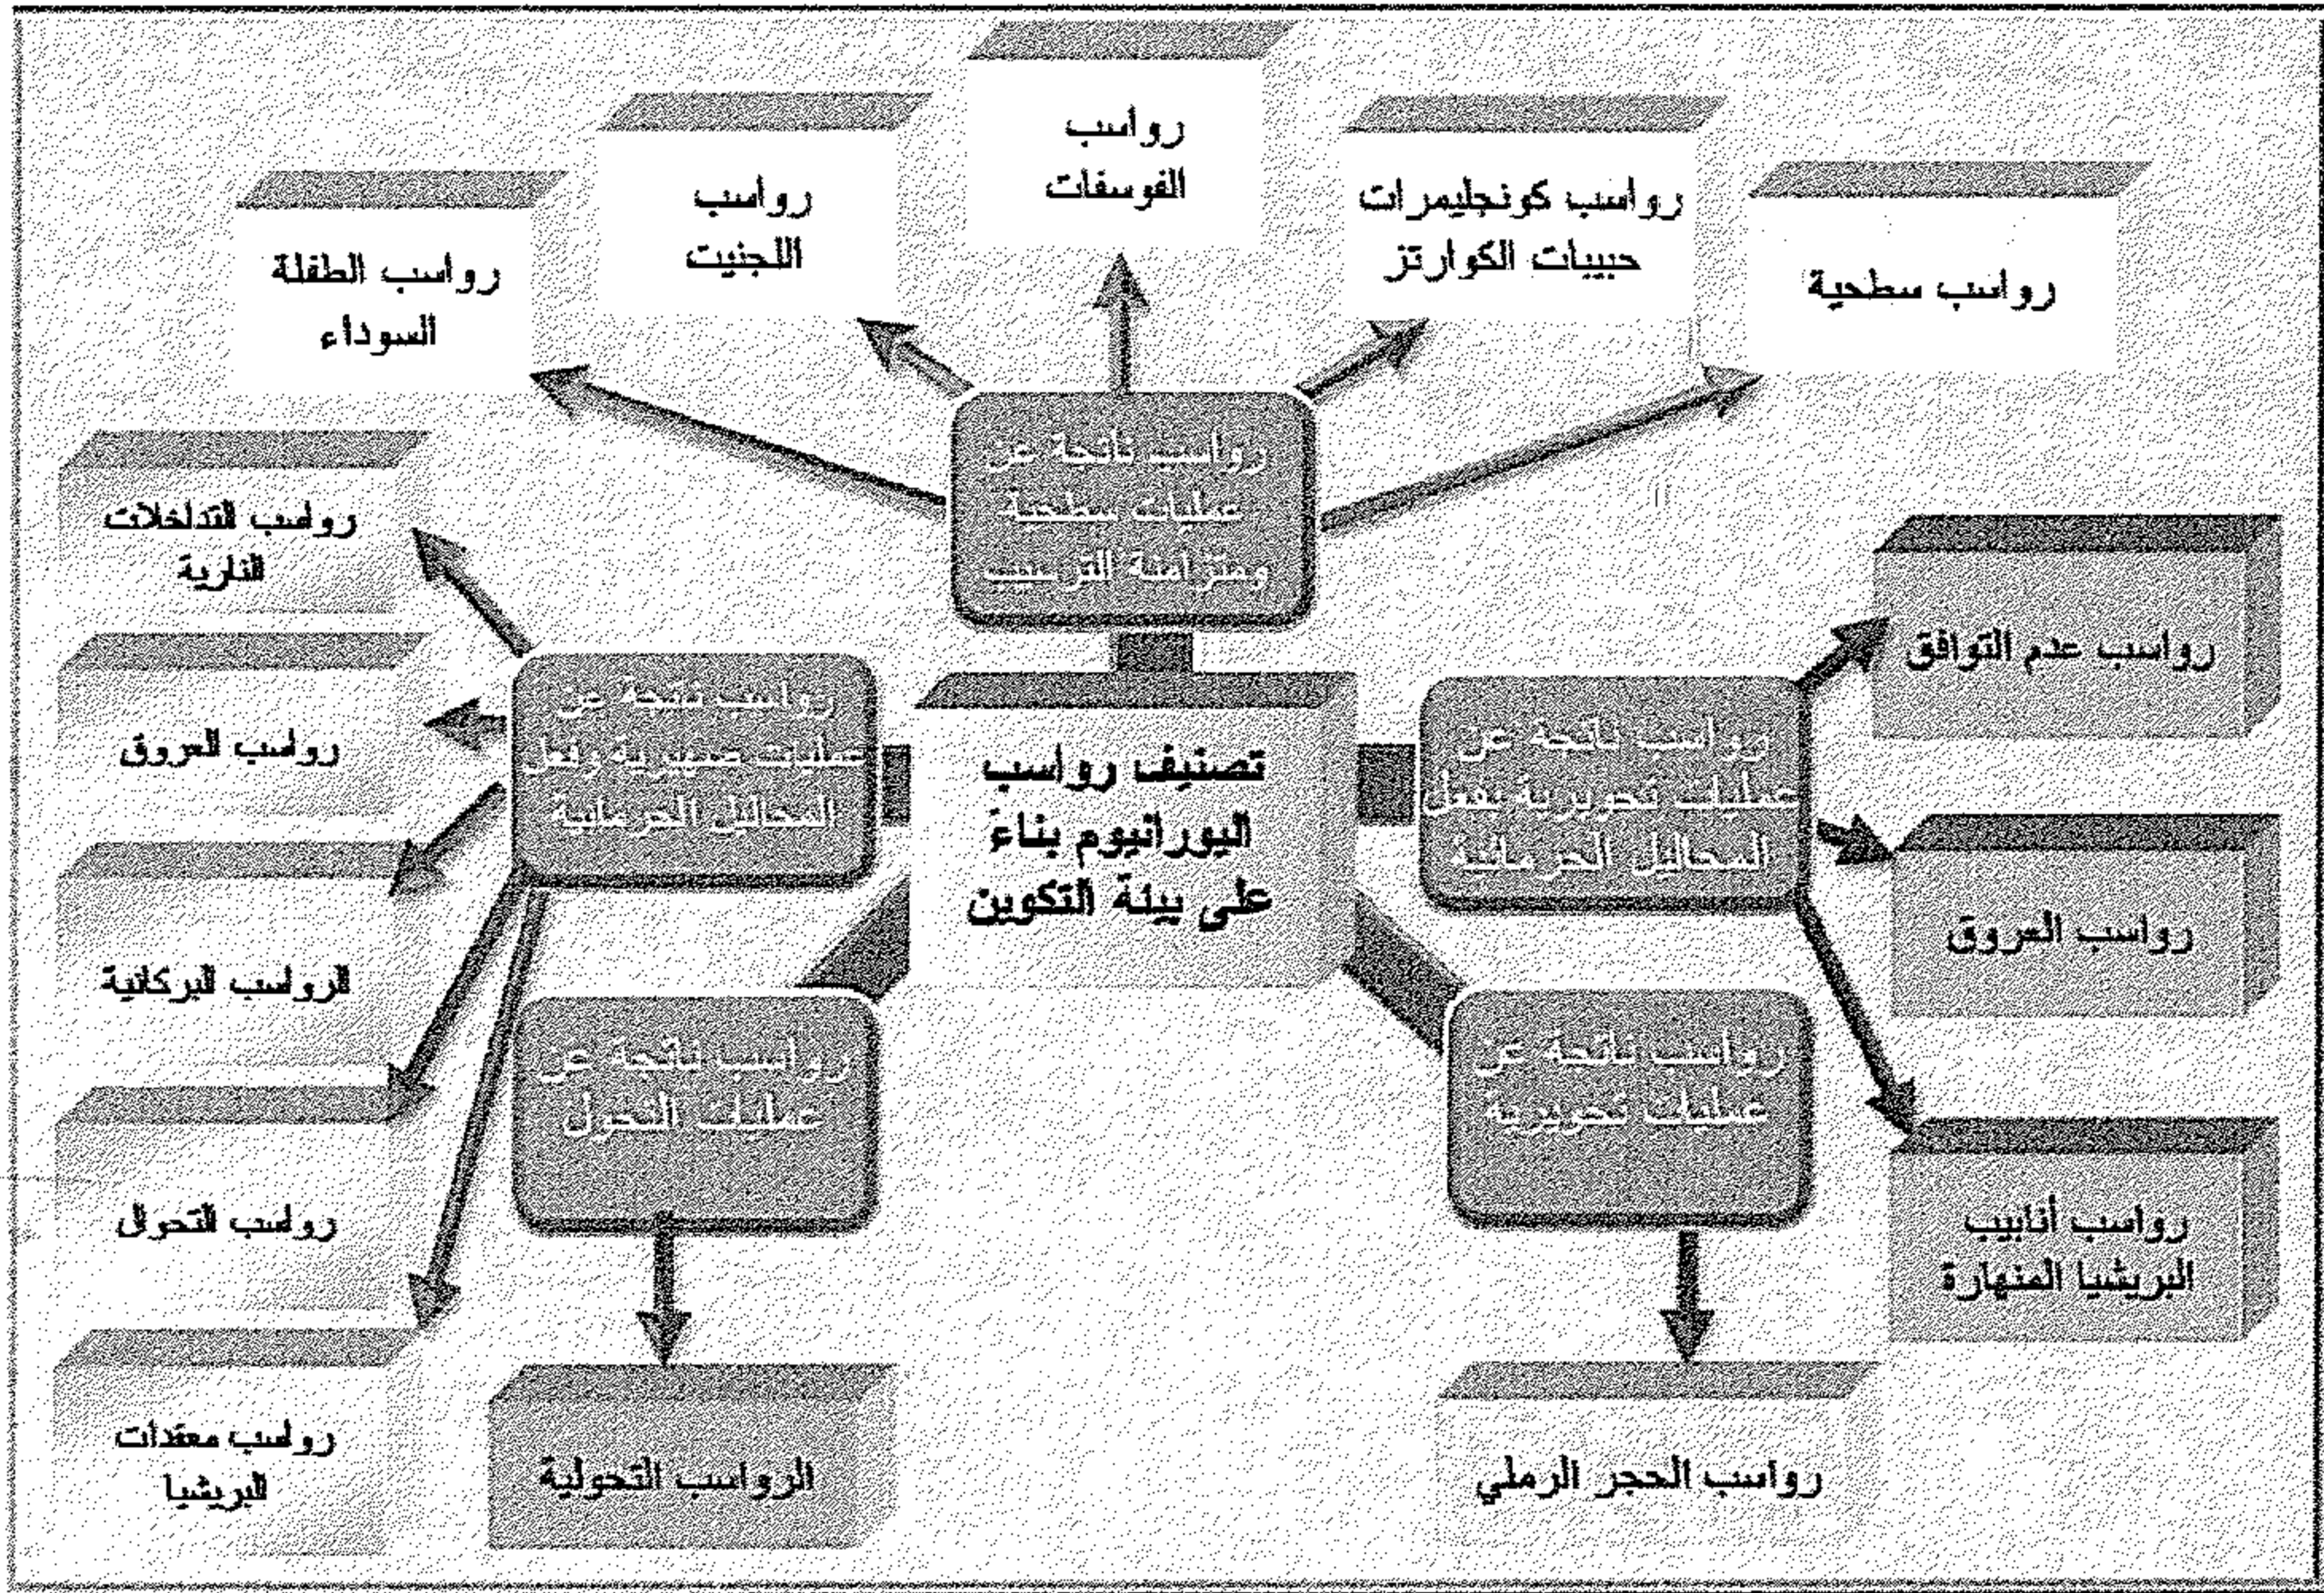 رواسب
الفوسفات
رواسب كونجليمرات
حبيبات الكوارتز
رواسب سطحية
رواسب
اللجنيت
رواسب الطفلة
السوداء
رواسب ناتجة عن
عمليات سطحية
ومتزامنة الترسيب
تصنيف رواسب
اليورانيوم بناءً
على بيئة التكوين
رواسب ناتجة عن
عمليات تحويرية بفعل
المحاليل الحرمائية
رواسب عدم التوافق
رواسب العروق
رواسب أنابيب
البريشيا المنهارة
رواسب ناتجة عن
عمليات تحويرية
رواسب الحجر الرملي
رواسب ناتجة عن
عمليات صهيرية وفعل
المحاليل الحرمائية
رواسب التداخلات
النارية
رواسب العروق
الرواسب البركانية
رواسب التحوال
رواسب معقدات
البريشيا
رواسب ناتجة عن
عمليات التحول
الرواسب التحولية